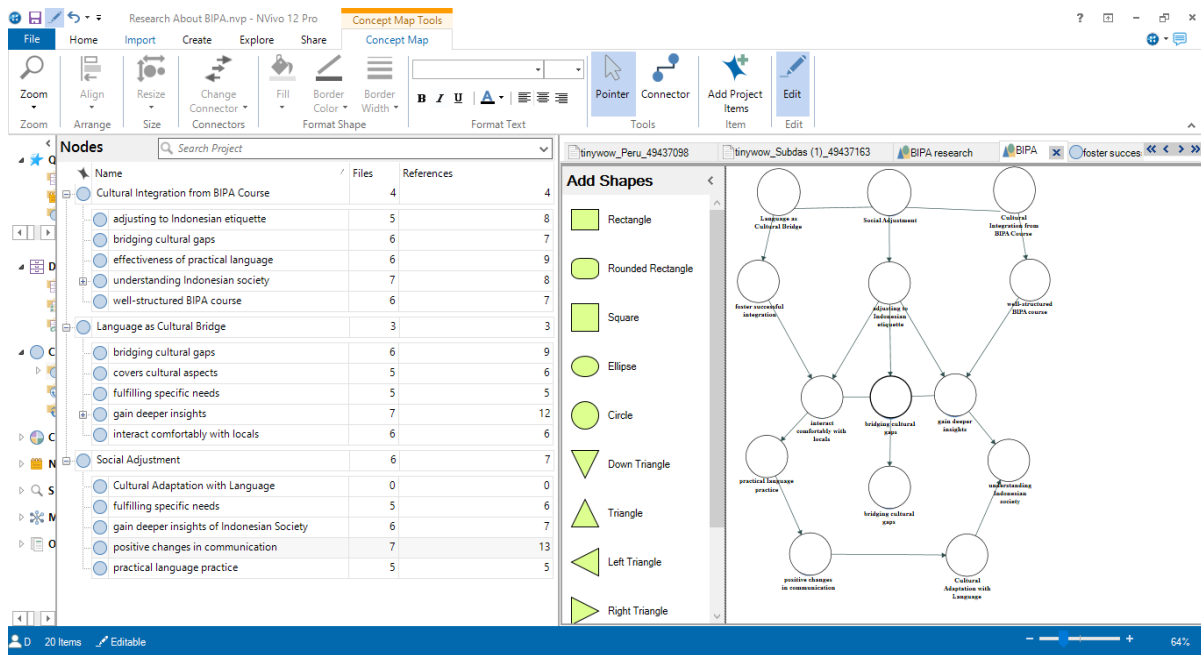 Research About BIPA.nvp - NVivo 12 Pro
Concept Map Tools
?
File
Home
Import
Create
Explore
Share
Concept Map
Zoom
Align
Resize
Change
Connector
Fill
Border
Color
Border
Width
B I U A
Pointer
Connector
Add Project
Items
Edit
Zoom
Arrange
Size
Connectors
Format Shape
Format Text
Tools
Item
Edit
Q
D
C
C
N
S
M
O
Nodes
Search Project
Name Files References
Cultural Integration from BIPA Course 4 4
adjusting to Indonesian etiquette 5 8
bridging cultural gaps 6 7
effectiveness of practical language 6 9
understanding Indonesian society 7 8
well-structured BIPA course 6 7
Language as Cultural Bridge 3 3
bridging cultural gaps 6 9
covers cultural aspects 5 6
fulfilling specific needs 5 5
gain deeper insights 7 12
interact comfortably with locals 6 6
Social Adjustment 6 7
Cultural Adaptation with Language 0 0
fulfilling specific needs 5 6
gain deeper insights of Indonesian Society 6 7
positive changes in communication 7 13
practical language practice 5 5
tinywow_Peru_49437098
tinywow_Subdas (1)_49437163
BIPA research
BIPA
foster succes
Add Shapes
Rectangle
Rounded Rectangle
Square
Ellipse
Circle
Down Triangle
Triangle
Left Triangle
Right Triangle
Language as
Cultural Bridge
Social Adjustment
Cultural
Integration from
BIPA Course
foster successful
integration
adjusting to
Indonesian
etiquette
well-structured
BIPA course
interact
comfortably with
locals
bridging cultural
gaps
gain deeper
insights
practical language
practice
bridging cultural
gaps
understanding
Indonesian
society
positive changes
in communication
Cultural
Adaptation with
Language
D 20 Items Editable
64%